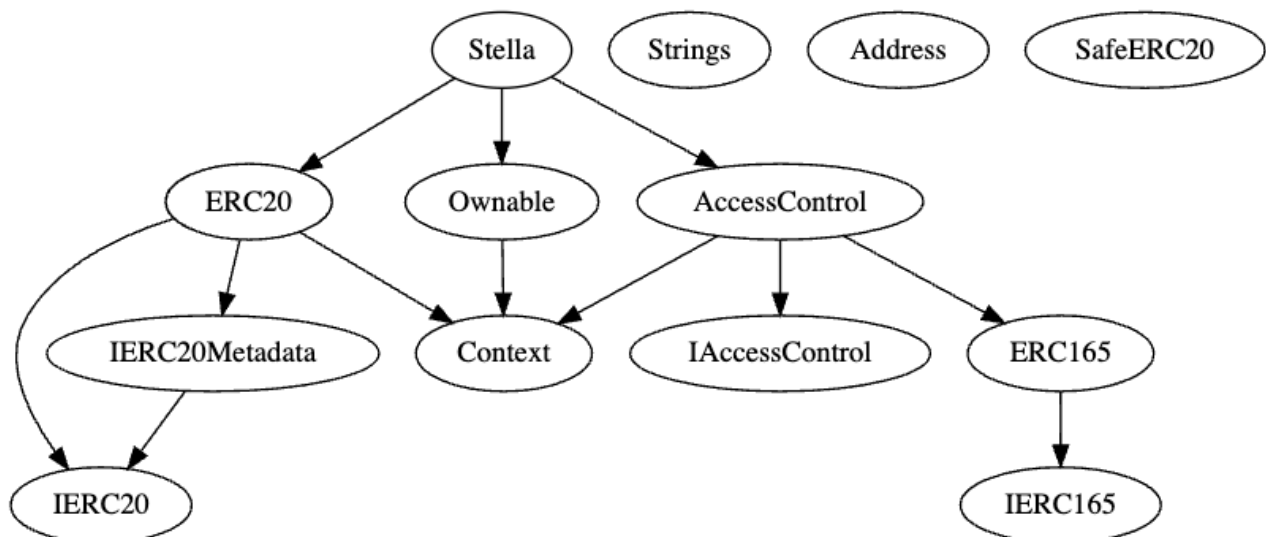 Stella
Strings
Address
SafeERC20
ERC20
Ownable
AccessControl
IERC20Metadata
Context
IAccessControl
ERC165
IERC20
IERC165